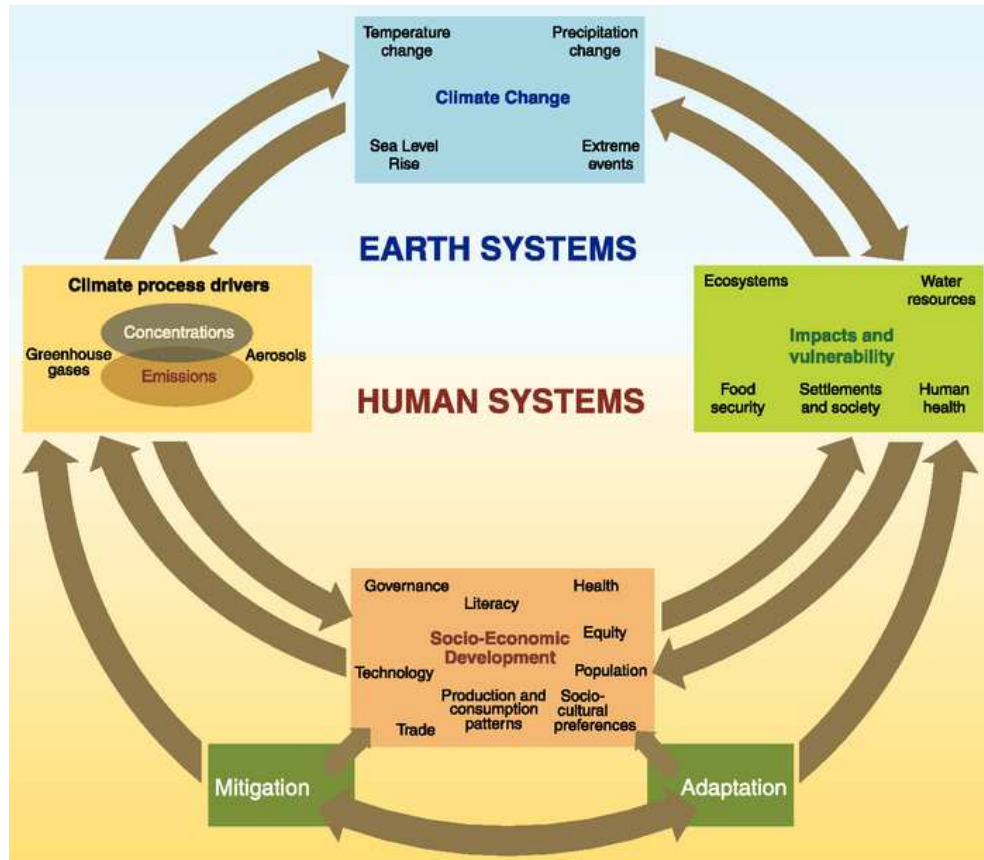 Temperature
change
Precipitation
change
Climate Change
Sea Level
Rise
Extreme
events
EARTH SYSTEMS
Climate process drivers
Concentrations
Greenhouse
gases
Aerosols
Emissions
Ecosystems
Water
resources
Impacts and
vulnerability
Food
security
Settlements
and society
Human
health
HUMAN SYSTEMS
Governance
Literacy
Health
Socio-Economic
Development
Equity
Technology
Population
Production and
consumption
patterns
Socio-
cultural
preferences
Trade
Mitigation
Adaptation